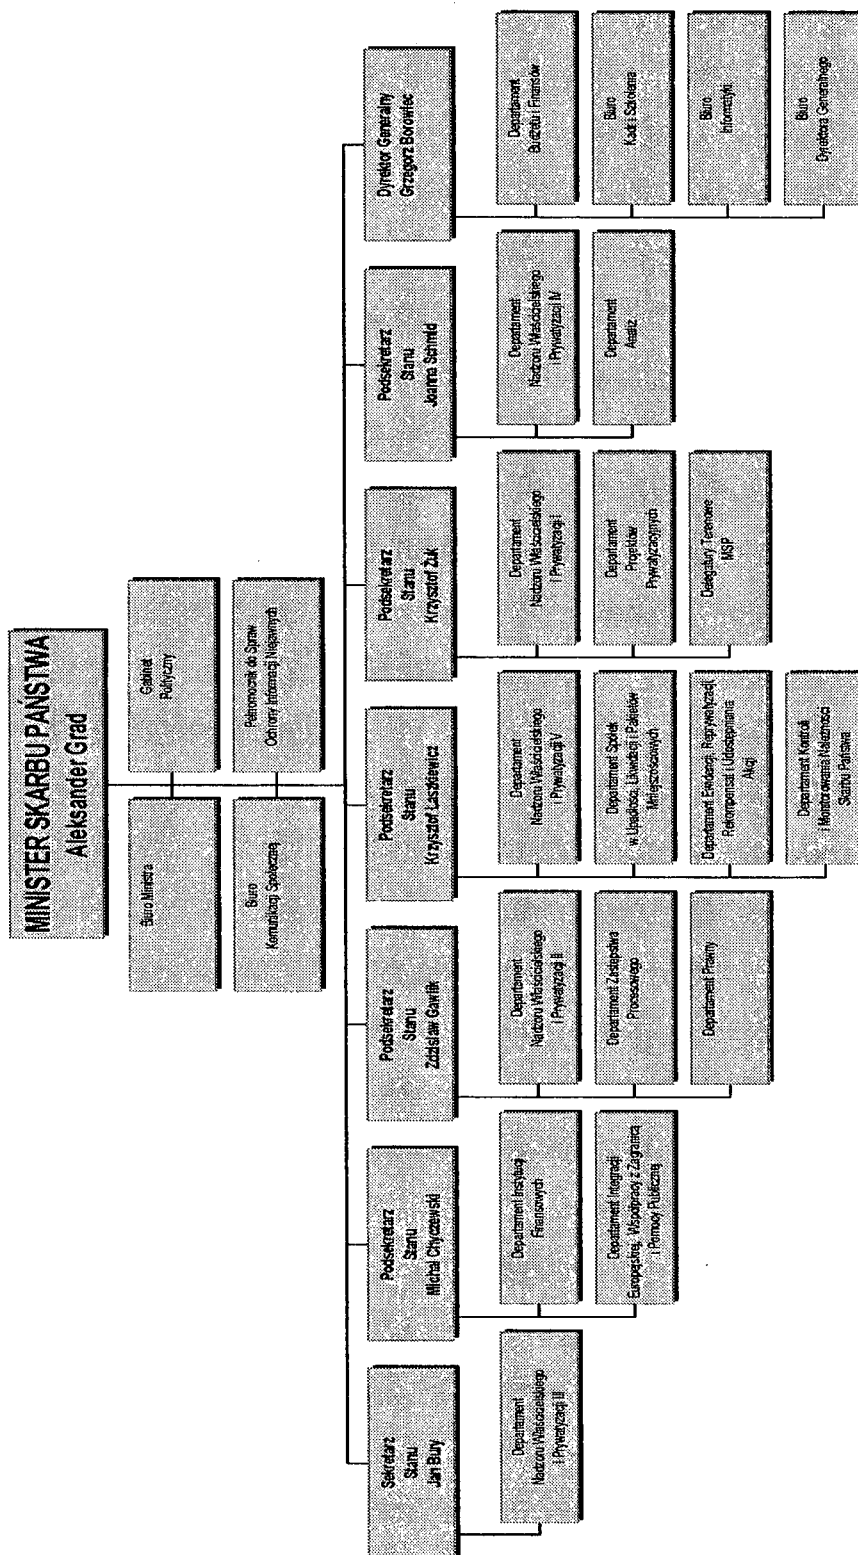 MINISTER SKARBU PAŃSTWA
Aleksander Grad
Biuro Ministra
Gabinet
Polityczny
Biuro
Komunikacji Społecznej
Pełnomocnik do Spraw
Ochrony Informacji Niejawnych
Sekretarz
Stanu
Jan Bury
Departament
Nadzoru Właścicielskiego
i Prywatyzacji III
Podsekretarz
Stanu
Michał Chyczewski
Departament Instytucji
Finansowych
Departament Integracji
Europejskiej, Współpracy z Zagranicą
i Pomocy Publicznej
Podsekretarz
Stanu
Zdzisław Gawlik
Departament
Nadzoru Właścicielskiego
i Prywatyzacji II
Departament Zastępstwa
Procesowego
Departament Prawny
Podsekretarz
Stanu
Krzysztof Łaszkiewicz
Departament
Nadzoru Właścicielskiego
i Prywatyzacji V
Departament Spółek
w Upadłości, Likwidacji i Pakietów
Mniejszościowych
Departament Ewidencji, Reprywatyzacji,
Rekompensat i Udostępniania
Akcji
Departament Kontroli
i Monitorowania Należności
Skarbu Państwa
Podsekretarz
Stanu
Krzysztof Żuk
Departament
Nadzoru Właścicielskiego
i Prywatyzacji I
Departament
Projektów
Prywatyzacyjnych
Delegatury Terenowe
MSP
Podsekretarz
Stanu
Joanna Schmid
Departament
Nadzoru Właścicielskiego
i Prywatyzacji IV
Departament
Analiz
Dyrektor Generalny
Grzegorz Borowiec
Departament
Budżetu i Finansów
Biuro
Kadr i Szkolenia
Biuro
Informatyki
Biuro
Dyrektora Generalnego